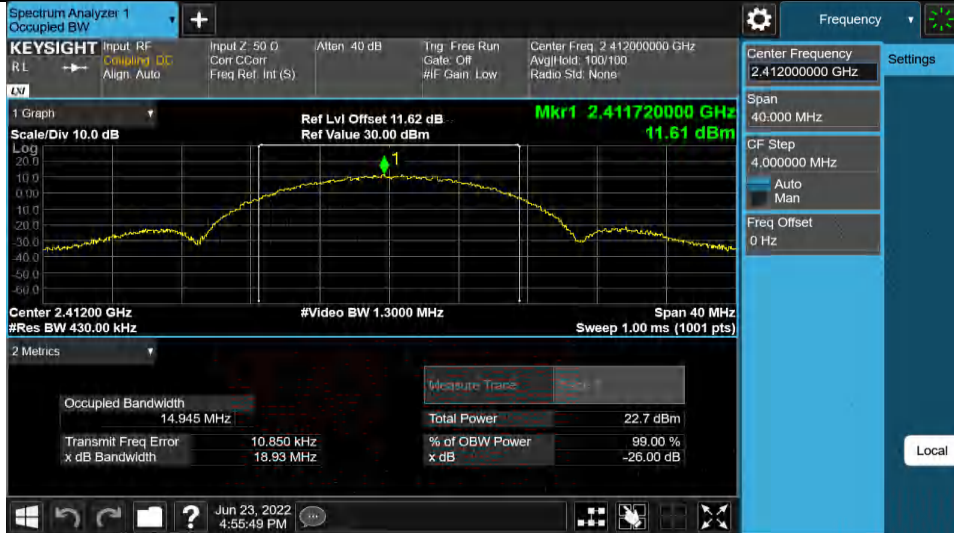 Spectrum Analyzer 1
Occupied BW
+
Frequency
KEYSIGHT
RL
LXI
Input: RF
Coupling: DC
Align: Auto
Input Z: 50 Ω
Corr CCorr
Freq Ref: Int (S)
Atten: 40 dB
Trig: Free Run
Gate: Off
#IF Gain: Low
Center Freq: 2.412000000 GHz
Avg|Hold: 100/100
Radio Std: None
Center Frequency
2.412000000 GHz
Settings
Span
40.000 MHz
CF Step
4.000000 MHz
Auto
Man
Freq Offset
0 Hz
Local
1 Graph
Scale/Div 10.0 dB
Ref Lvl Offset 11.62 dB
Ref Value 30.00 dBm
Mkr1 2.411720000 GHz
11.61 dBm
Log
20.0
10.0
0.00
-10.0
-20.0
-30.0
-40.0
-50.0
-60.0
1
Center 2.41200 GHz
#Res BW 430.00 kHz
#Video BW 1.3000 MHz
Span 40 MHz
Sweep 1.00 ms (1001 pts)
2 Metrics
Measure Trace
Trace 1
Occupied Bandwidth
14.945 MHz
Total Power
22.7 dBm
Transmit Freq Error
10.850 kHz
% of OBW Power
99.00 %
x dB Bandwidth
18.93 MHz
x dB
-26.00 dB
?
Jun 23, 2022
4:55:49 PM